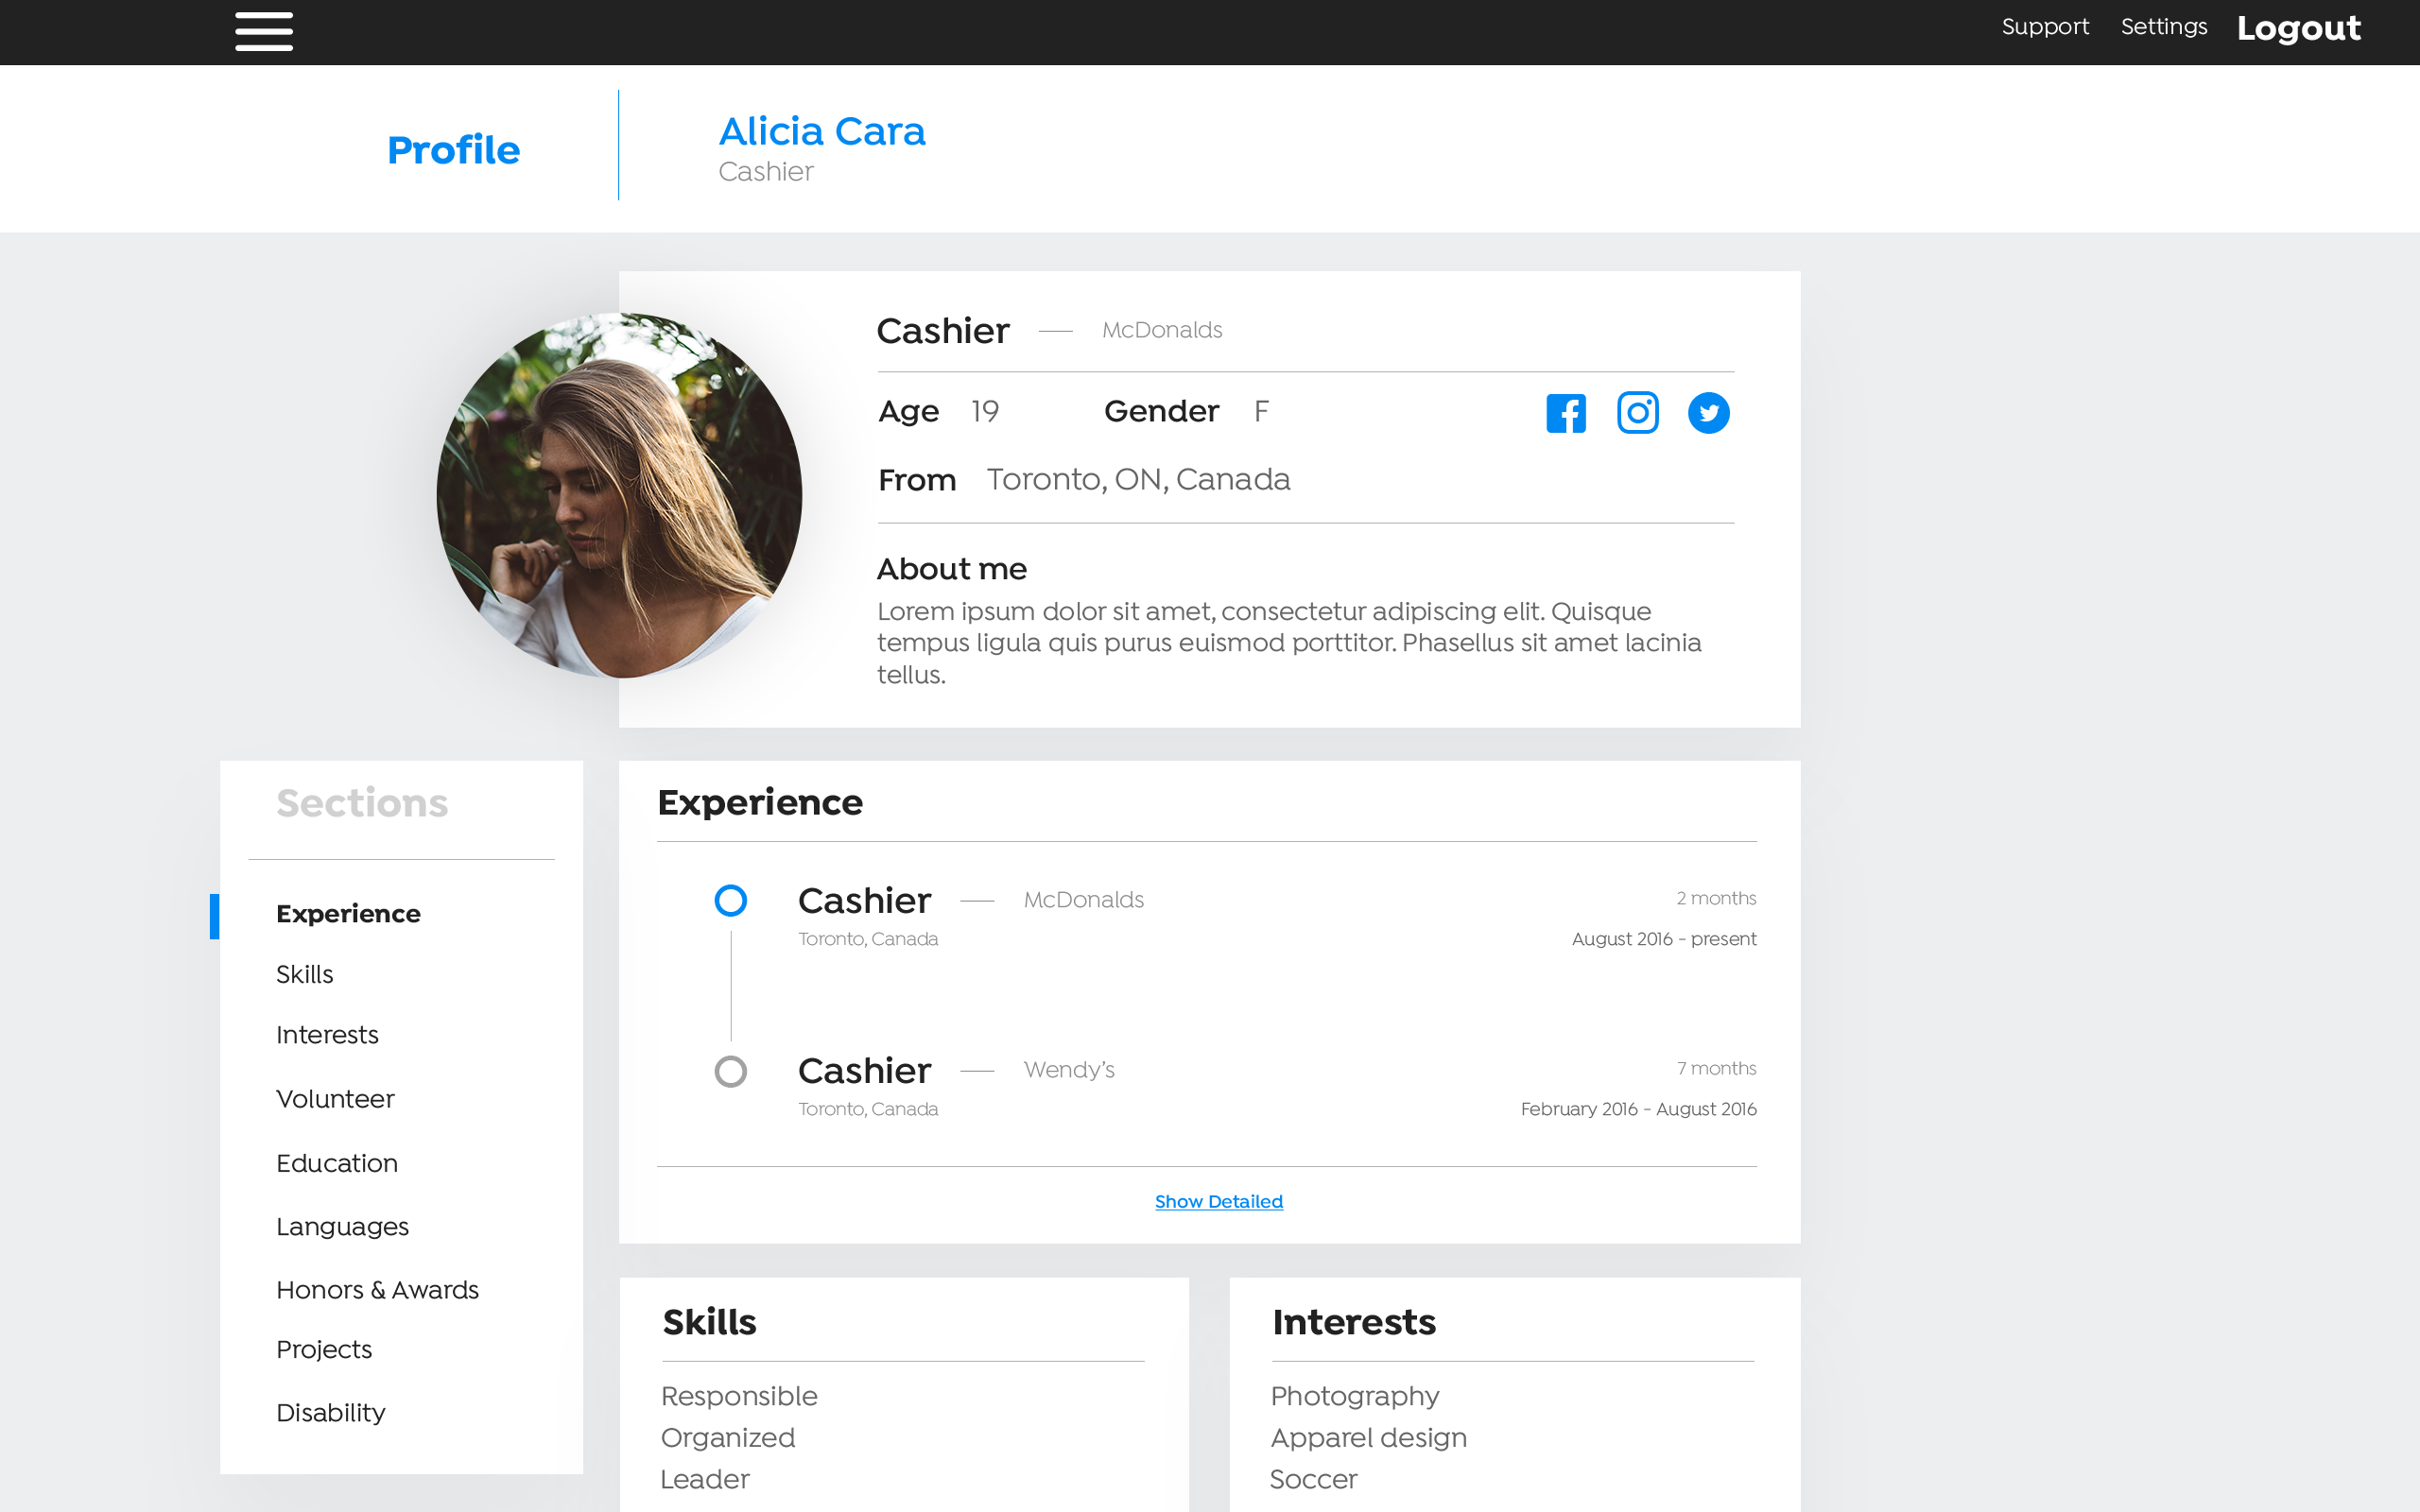 Support Settings Logout
Profile
Alicia Cara
Cashier
Cashier — McDonalds
Age 19 Gender F
From Toronto, ON, Canada
About me
Lorem ipsum dolor sit amet, consectetur adipiscing elit. Quisque
tempus ligula quis purus euismod porttitor. Phasellus sit amet lacinia
tellus.
Sections
Experience
Skills
Interests
Volunteer
Education
Languages
Honors & Awards
Projects
Disability
Experience
Cashier — McDonalds 2 months
Toronto, Canada August 2016 - present
Cashier — Wendy's 7 months
Toronto, Canada February 2016 - August 2016
Show Detailed
Skills
Responsible
Organized
Leader
Interests
Photography
Apparel design
Soccer